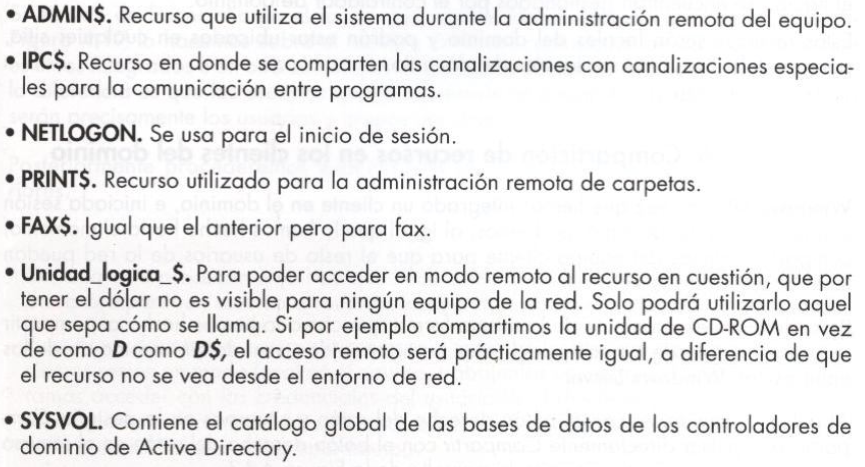 • ADMIN$. Recurso que utiliza el sistema durante la administración remota del equipo.
• IPC$. Recurso en donde se comparten las canalizaciones con canalizaciones especia-
les para la comunicación entre programas.
• NETLOGON. Se usa para el inicio de sesión.
• PRINT$. Recurso utilizado para la administración remota de carpetas.
• FAX$. Igual que el anterior pero para fax.
• Unidad_logica_$. Para poder acceder en modo remoto al recurso en cuestión, que por
tener el dólar no es visible para ningún equipo de la red. Solo podrá utilizarlo aquel
que sepa cómo se llama. Si por ejemplo compartimos la unidad de CD-ROM en vez
de como D como D$, el acceso remoto será prácticamente igual, a diferencia de que
el recurso no se vea desde el entorno de red.
• SYSVOL. Contiene el catálogo global de las bases de datos de los controladores de
dominio de Active Directory.